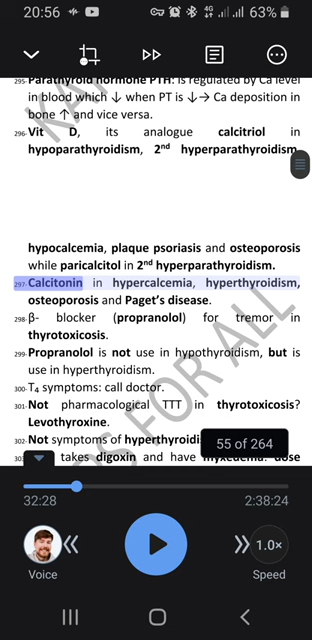 20:56 4G 63%
295- Parathyroid hormone PTH: is regulated by Ca level
in blood which ↓ when PT is ↓→ Ca deposition in
bone ↑ and vice versa.
296- Vit D, its analogue calcitriol in
hypoparathyroidism, 2nd hyperparathyroidism,
hypocalcemia, plaque psoriasis and osteoporosis
while paricalcitol in 2nd hyperparathyroidism.
297- Calcitonin in hypercalcemia, hyperthyroidism,
osteoporosis and Paget's disease.
298- β- blocker (propranolol) for tremor in
thyrotoxicosis.
299- Propranolol is not use in hypothyroidism, but is
use in hyperthyroidism.
300- T4 symptoms: call doctor.
301- Not pharmacological TTT in thyrotoxicosis?
Levothyroxine.
302- Not symptoms of hyperthyroidi
55 of 264
takes digoxin and have myxedema: dose
FOR ALL
32:28 2:38:24
1.0×
Voice Speed